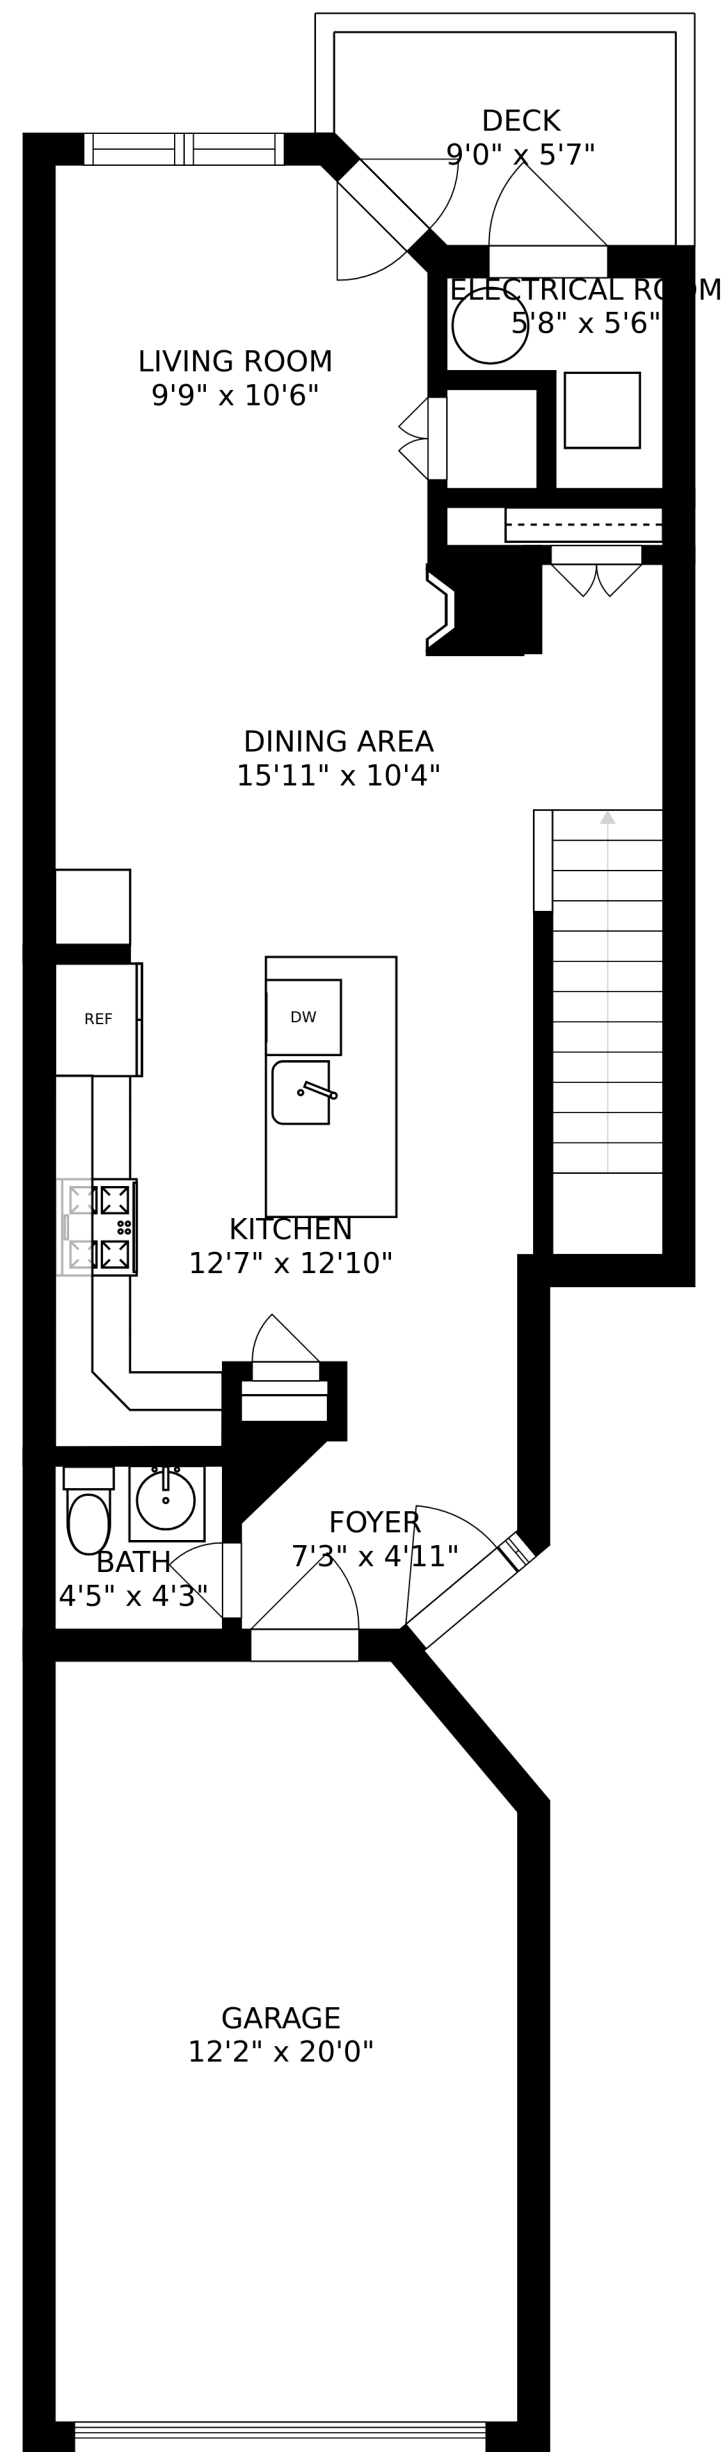 DECK
9'0" x 5'7"
ELECTRICAL ROOM
5'8" x 5'6"
LIVING ROOM
9'9" x 10'6"
DINING AREA
15'11" x 10'4"
REF
DW
KITCHEN
12'7" x 12'10"
FOYER
7'3" x 4'11"
BATH
4'5" x 4'3"
GARAGE
12'2" x 20'0"